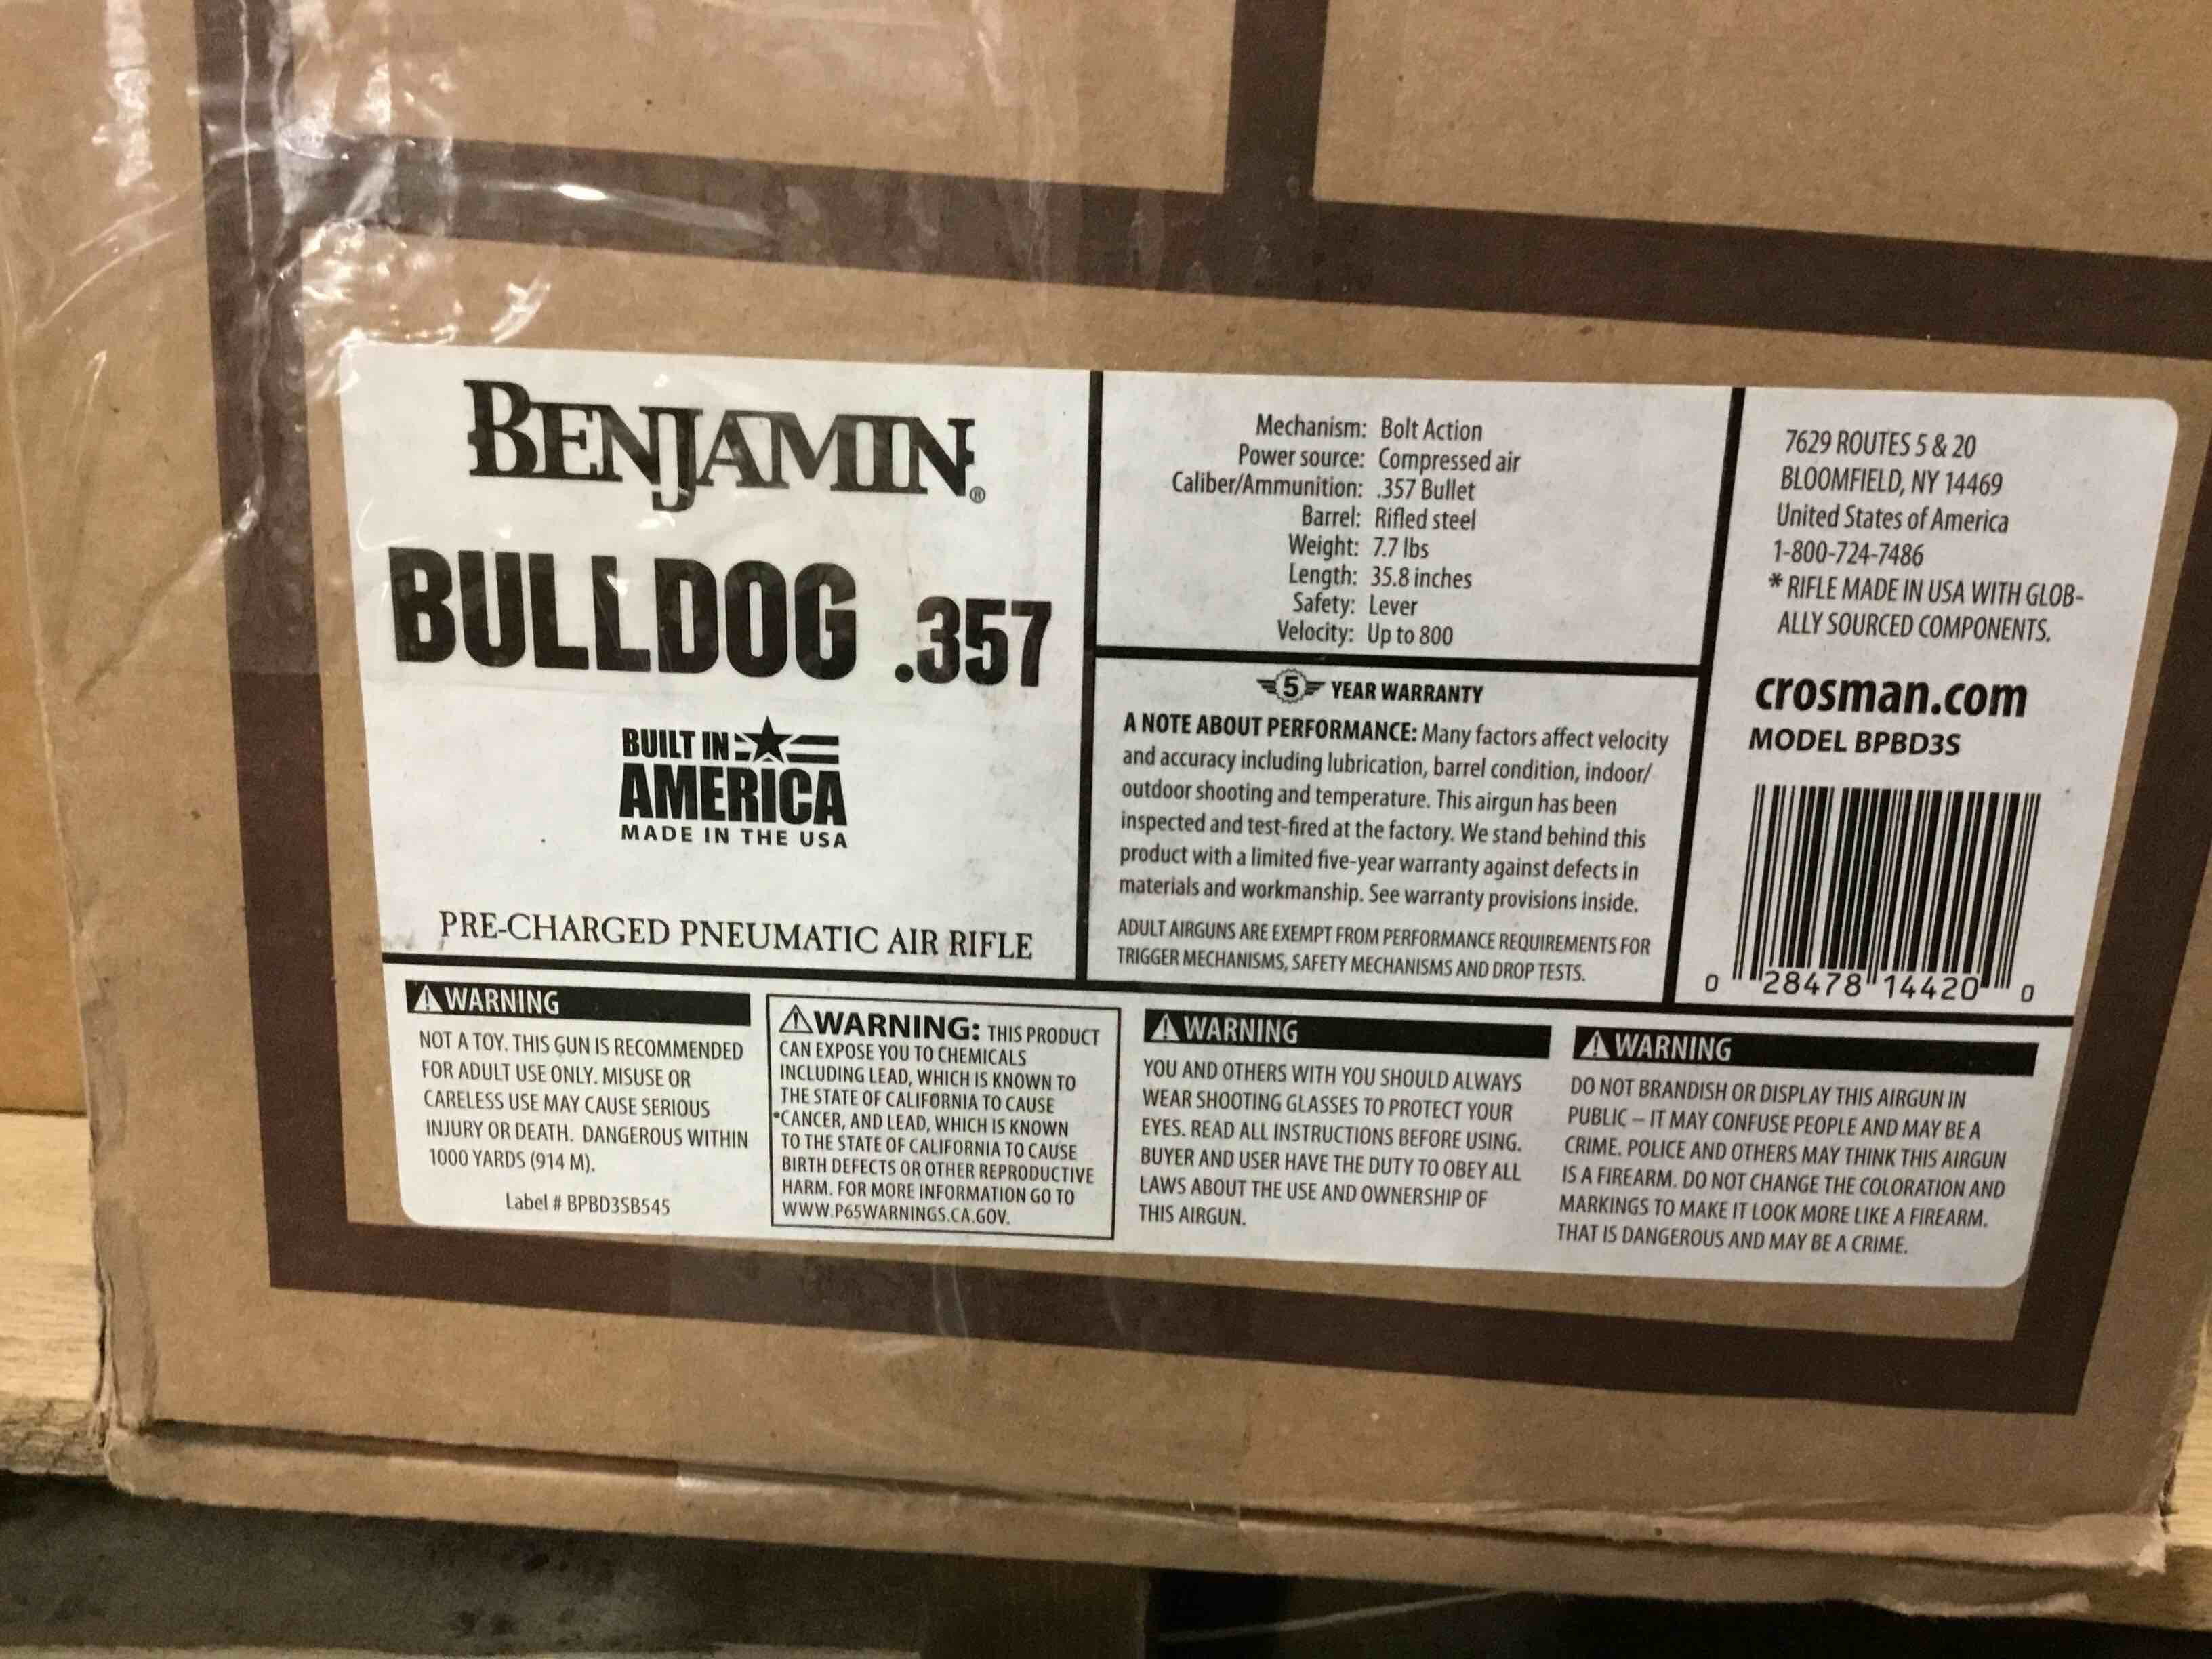 BENJAMIN®
BULLDOG .357
BUILT IN
AMERICA
MADE IN THE USA
PRE-CHARGED PNEUMATIC AIR RIFLE
Mechanism: Bolt Action
Power source: Compressed air
Caliber/Ammunition: .357 Bullet
Barrel: Rifled steel
Weight: 7.7 lbs
Length: 35.8 inches
Safety: Lever
Velocity: Up to 800
5 YEAR WARRANTY
A NOTE ABOUT PERFORMANCE: Many factors affect velocity
and accuracy including lubrication, barrel condition, indoor/
outdoor shooting and temperature. This airgun has been
inspected and test-fired at the factory. We stand behind this
product with a limited five-year warranty against defects in
materials and workmanship. See warranty provisions inside.
ADULT AIRGUNS ARE EXEMPT FROM PERFORMANCE REQUIREMENTS FOR
TRIGGER MECHANISMS, SAFETY MECHANISMS AND DROP TESTS.
7629 ROUTES 5 & 20
BLOOMFIELD, NY 14469
United States of America
1-800-724-7486
* RIFLE MADE IN USA WITH GLOB-
ALLY SOURCED COMPONENTS.
crosman.com
MODEL BPBD3S
0 28478 14420 0
WARNING
NOT A TOY. THIS GUN IS RECOMMENDED
FOR ADULT USE ONLY. MISUSE OR
CARELESS USE MAY CAUSE SERIOUS
INJURY OR DEATH. DANGEROUS WITHIN
1000 YARDS (914 M).
Label # BPBD3SB545
WARNING: THIS PRODUCT
CAN EXPOSE YOU TO CHEMICALS
INCLUDING LEAD, WHICH IS KNOWN TO
THE STATE OF CALIFORNIA TO CAUSE
CANCER, AND LEAD, WHICH IS KNOWN
TO THE STATE OF CALIFORNIA TO CAUSE
BIRTH DEFECTS OR OTHER REPRODUCTIVE
HARM. FOR MORE INFORMATION GO TO
WWW.P65WARNINGS.CA.GOV.
WARNING
YOU AND OTHERS WITH YOU SHOULD ALWAYS
WEAR SHOOTING GLASSES TO PROTECT YOUR
EYES. READ ALL INSTRUCTIONS BEFORE USING.
BUYER AND USER HAVE THE DUTY TO OBEY ALL
LAWS ABOUT THE USE AND OWNERSHIP OF
THIS AIRGUN.
WARNING
DO NOT BRANDISH OR DISPLAY THIS AIRGUN IN
PUBLIC – IT MAY CONFUSE PEOPLE AND MAY BE A
CRIME. POLICE AND OTHERS MAY THINK THIS AIRGUN
IS A FIREARM. DO NOT CHANGE THE COLORATION AND
MARKINGS TO MAKE IT LOOK MORE LIKE A FIREARM.
THAT IS DANGEROUS AND MAY BE A CRIME.